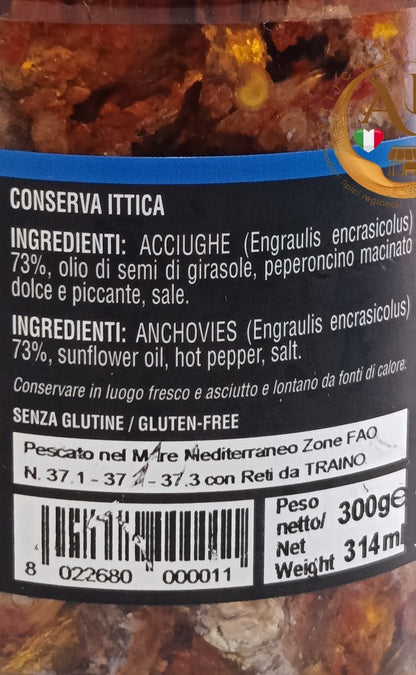 CONSERVA ITTICA
INGREDIENTI: ACCIUGHE (Engraulis encrasicolus)
73%, olio di semi di girasole, peperoncino macinato
dolce e piccante, sale.
INGREDIENTI: ANCHOVIES (Engraulis encrasicolus)
73%, sunflower oil, hot pepper, salt.
Conservare in luogo fresco e asciutto e lontano da fonti di calore.
SENZA GLUTINE / GLUTEN-FREE
Pescato nel Mare Mediterraneo Zone FAO
N. 37.1 - 37 - 37.3 con Reti da TRAINO
Peso
netto/ 300g e
Net
Weight 314ml
8 022680 000011